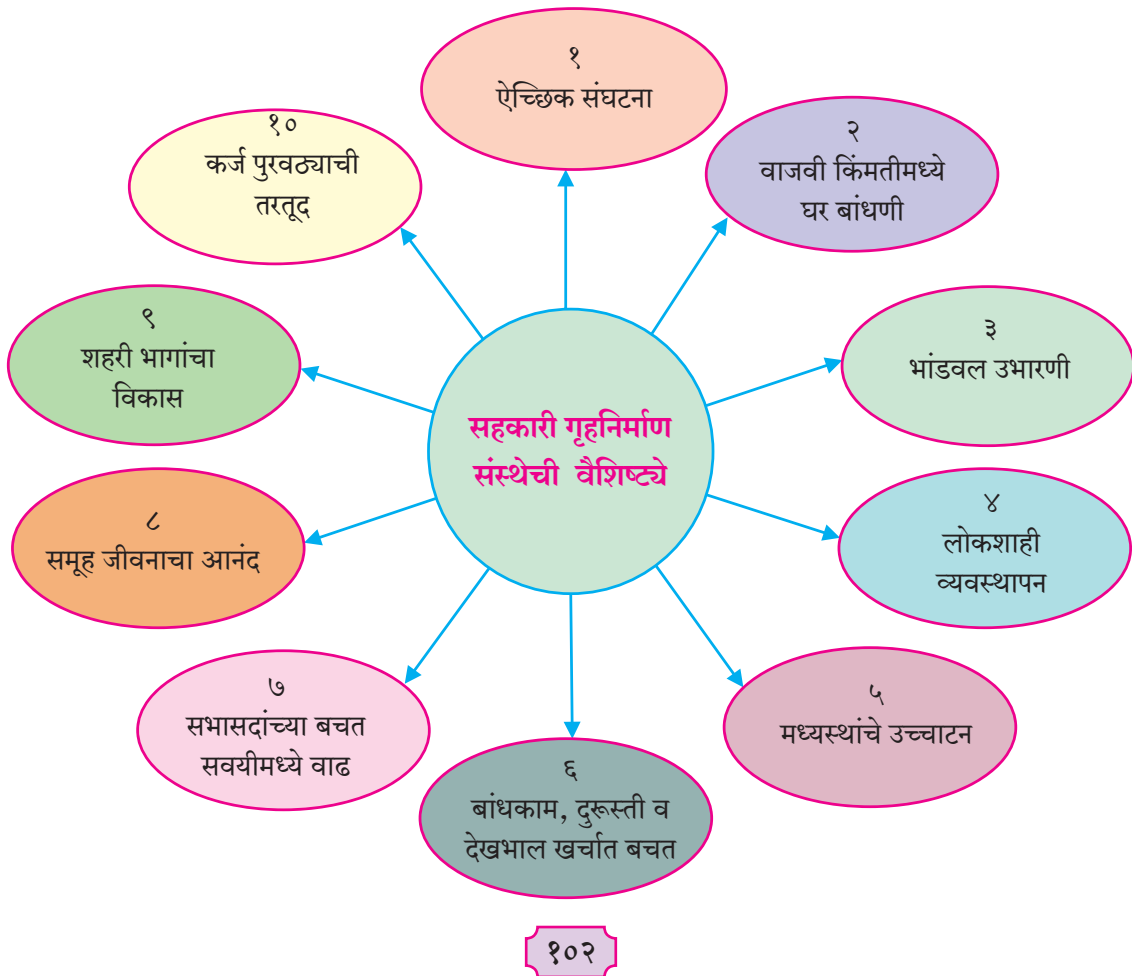 १
ऐच्छिक संघटना
२
वाजवी किंमतीमध्ये
घर बांधणी
३
भांडवल उभारणी
४
लोकशाही
व्यवस्थापन
५
मध्यस्थांचे उच्चाटन
६
बांधकाम, दुरूस्ती व
देखभाल खर्चात बचत
७
सभासदांच्या बचत
सवयीमध्ये वाढ
८
समूह जीवनाचा आनंद
९
शहरी भागांचा
विकास
१०
कर्ज पुरवठ्याची
तरतूद
सहकारी गृहनिर्माण
संस्थेची वैशिष्ट्ये
१०२